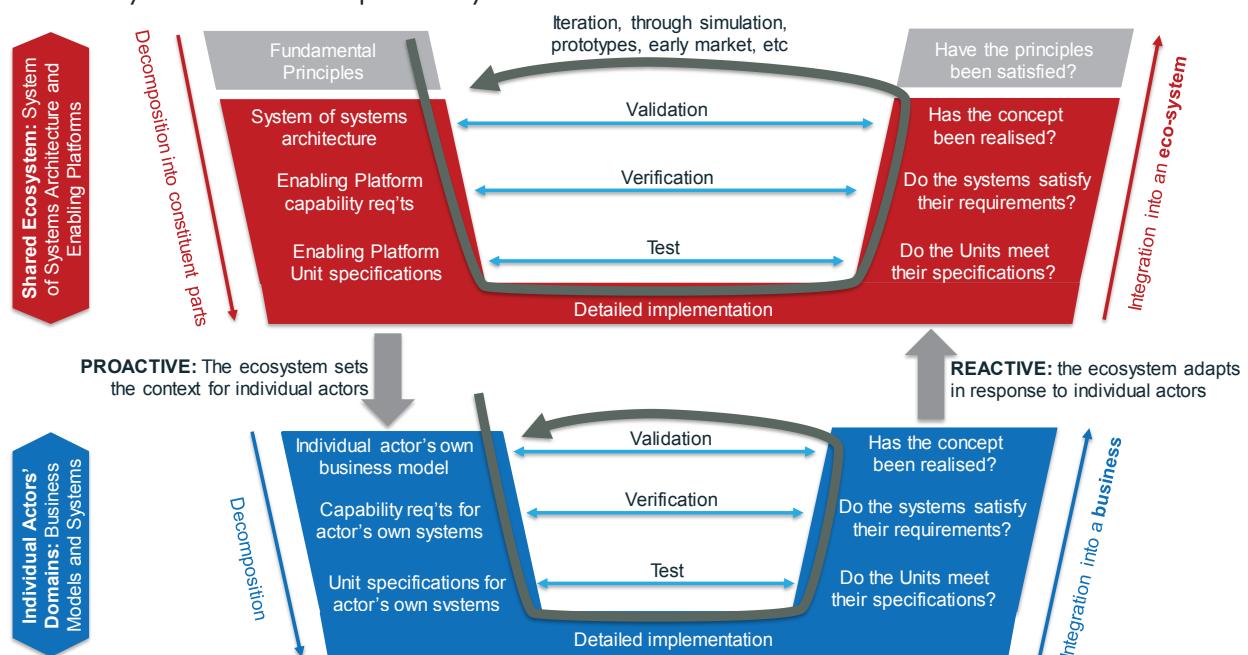 Iteration, through simulation,
prototypes, early market, etc
Shared Ecosystem: System
of Systems Architecture and
Enabling Platforms
Decomposition into constituent parts
Fundamental
Principles
System of systems
architecture
Enabling Platform
capability req'ts
Enabling Platform
Unit specifications
Validation
Verification
Test
Have the principles
been satisfied?
Has the concept
been realised?
Do the systems satisfy
their requirements?
Do the Units meet
their specifications?
Detailed implementation
Integration into an eco-system
PROACTIVE: The ecosystem sets
the context for individual actors
REACTIVE: the ecosystem adapts
in response to individual actors
Individual Actors'
Domains: Business
Models and Systems
Decomposition
Individual actor's own
business model
Capability req'ts for
actor's own systems
Unit specifications for
actor's own systems
Validation
Verification
Test
Has the concept
been realised?
Do the systems satisfy
their requirements?
Do the Units meet
their specifications?
Detailed implementation
Integration into a business